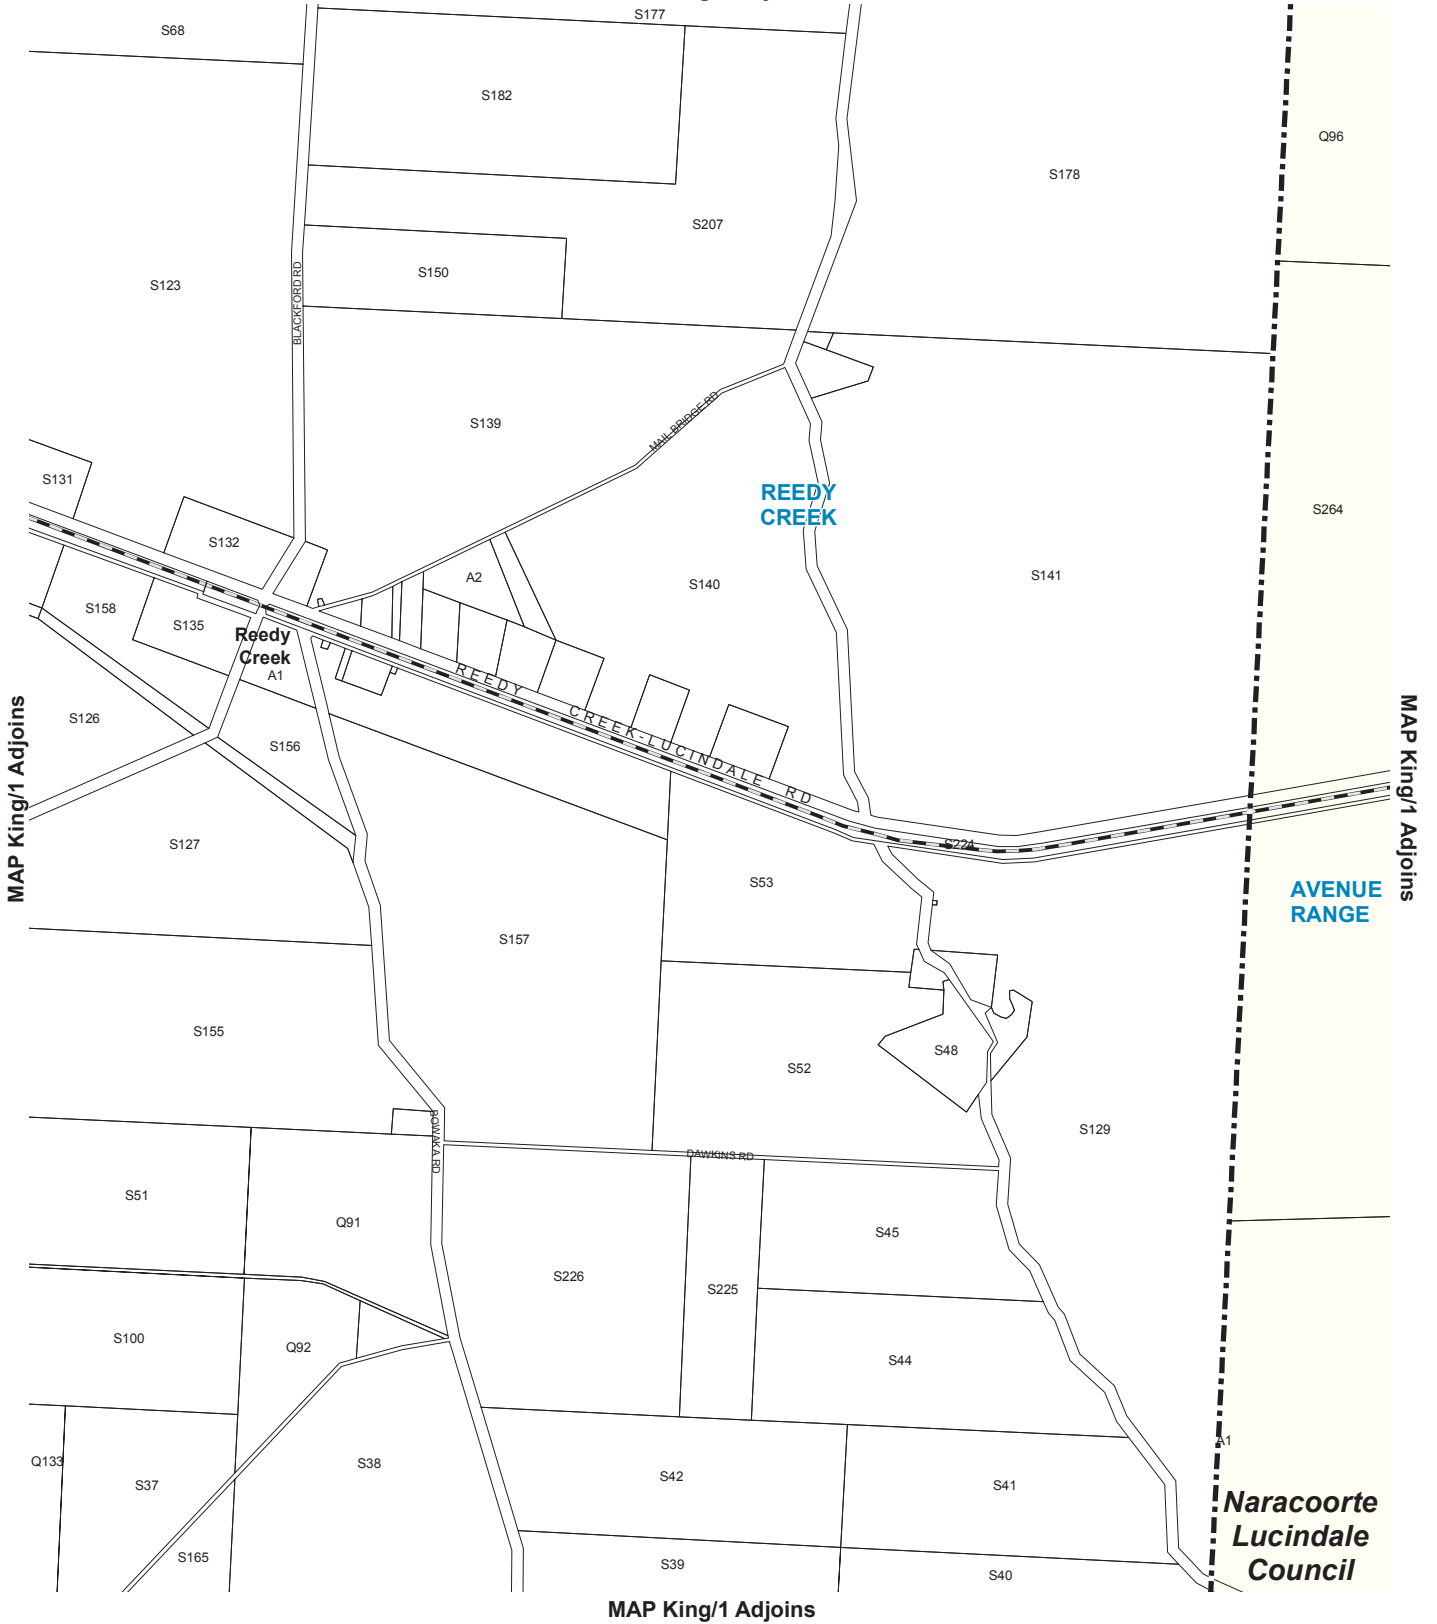 S177
S68
S182
Q96
S178
S207
S150
S123
BLACKFORD RD
S139
MAIL BRIDGE RD
S131
REEDY
CREEK
S264
S132
A2
S140
S141
S158
S135
Reedy
Creek
A1
REEDY CREEK-LUCINDALE RD
S126
S156
MAP King/1 Adjoins
MAP King/1 Adjoins
S127
S224
S53
AVENUE
RANGE
S157
S155
S48
S52
S129
BOWAKA RD
DAWKINS RD
S51
Q91
S45
S226
S225
S100
Q92
S44
A1
Q133
S38
S37
S42
S41
Naracoorte
Lucindale
Council
S165
S39
S40
MAP King/1 Adjoins